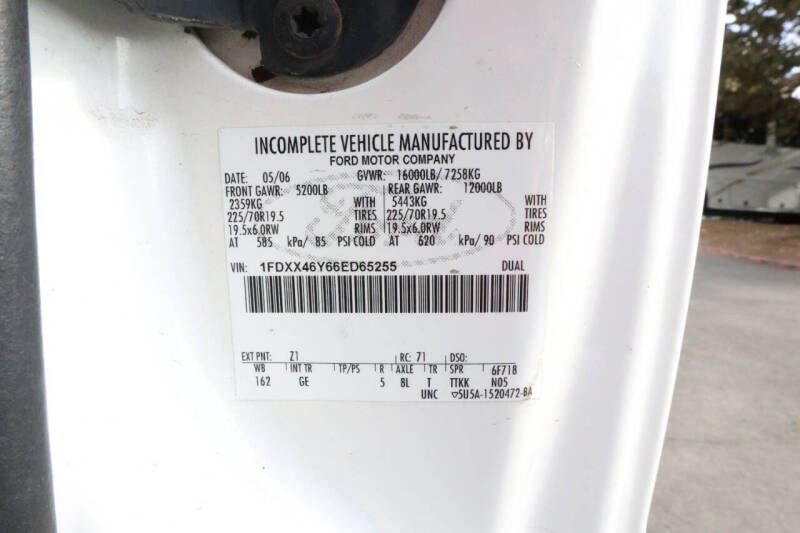 INCOMPLETE VEHICLE MANUFACTURED BY
FORD MOTOR COMPANY
DATE: 05/06 GVWR: 16000LB/ 7258KG
FRONT GAWR: 5200LB REAR GAWR: 12000LB
2359KG WITH 5443KG WITH
225/70R19.5 TIRES 225/70R19.5 TIRES
19.5x6.0RW RIMS 19.5x6.0RW RIMS
AT 585 kPa/ 85 PSI COLD AT 620 kPa/ 90 PSI COLD
VIN: 1FDXX46Y66ED65255 DUAL
EXT PNT: Z1 RC: 71 DSO:
WB INT TR TP/PS R AXLE TR SPR 6F718
162 GE 5 8L T TTKK N05
UNC ▽5U5A-1520472-BA